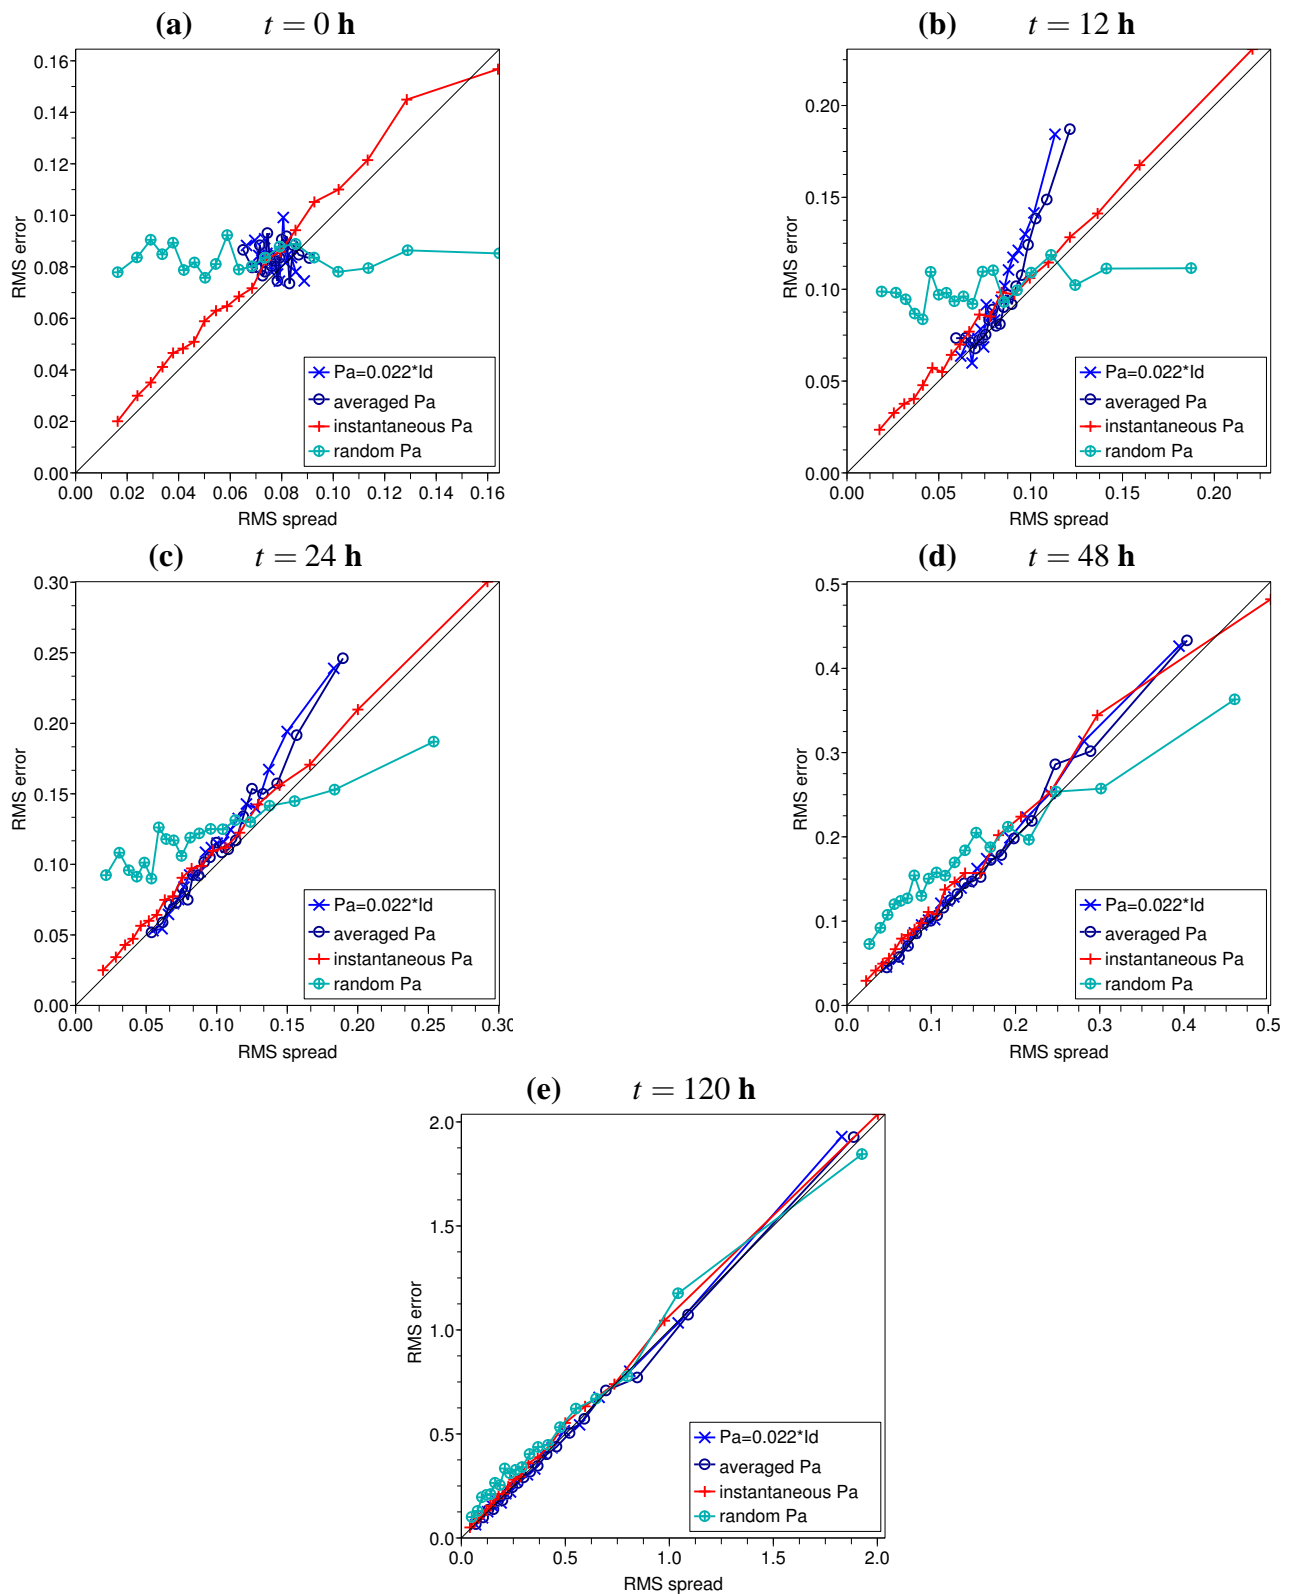 (a) t = 0 h
0.16
0.14
0.12
0.10
0.08
0.06
0.04
0.02
0.00
RMS error
Pa=0.022*Id
averaged Pa
instantaneous Pa
random Pa
0.00 0.02 0.04 0.06 0.08 0.10 0.12 0.14 0.16
RMS spread
(b) t = 12 h
0.20
0.15
0.10
0.05
0.00
RMS error
Pa=0.022*Id
averaged Pa
instantaneous Pa
random Pa
0.00 0.05 0.10 0.15 0.20
RMS spread
(c) t = 24 h
0.30
0.25
0.20
0.15
0.10
0.05
0.00
RMS error
Pa=0.022*Id
averaged Pa
instantaneous Pa
random Pa
0.00 0.05 0.10 0.15 0.20 0.25 0.30
RMS spread
(d) t = 48 h
0.5
0.4
0.3
0.2
0.1
0.0
RMS error
Pa=0.022*Id
averaged Pa
instantaneous Pa
random Pa
0.0 0.1 0.2 0.3 0.4 0.5
RMS spread
(e) t = 120 h
2.0
1.5
1.0
0.5
0.0
RMS error
Pa=0.022*Id
averaged Pa
instantaneous Pa
random Pa
0.0 0.5 1.0 1.5 2.0
RMS spread